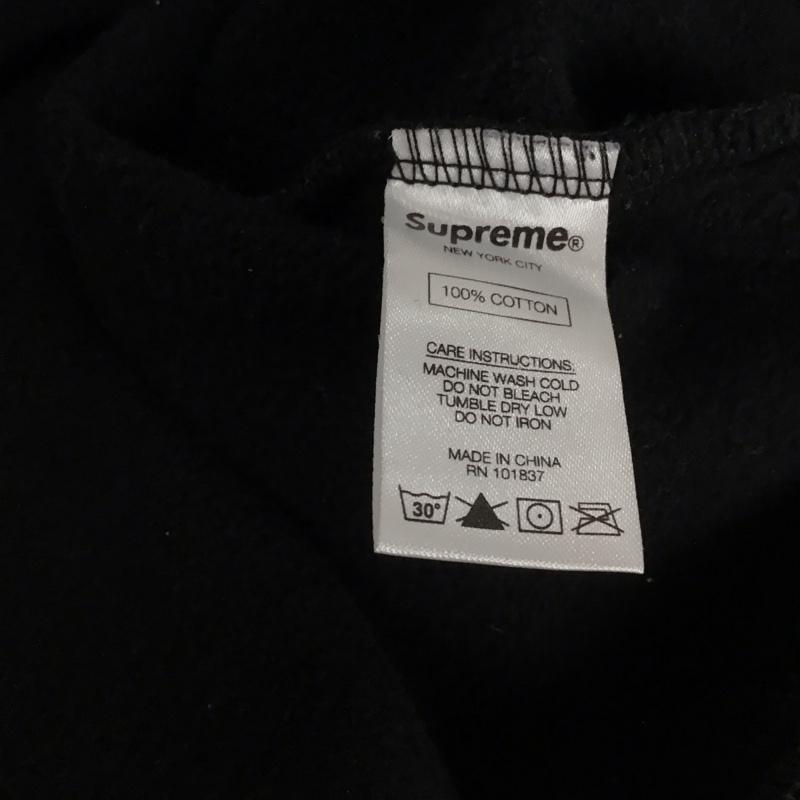 Supreme®
NEW YORK CITY
100% COTTON
CARE INSTRUCTIONS:
MACHINE WASH COLD
DO NOT BLEACH
TUMBLE DRY LOW
DO NOT IRON
MADE IN CHINA
RN 101837
30°